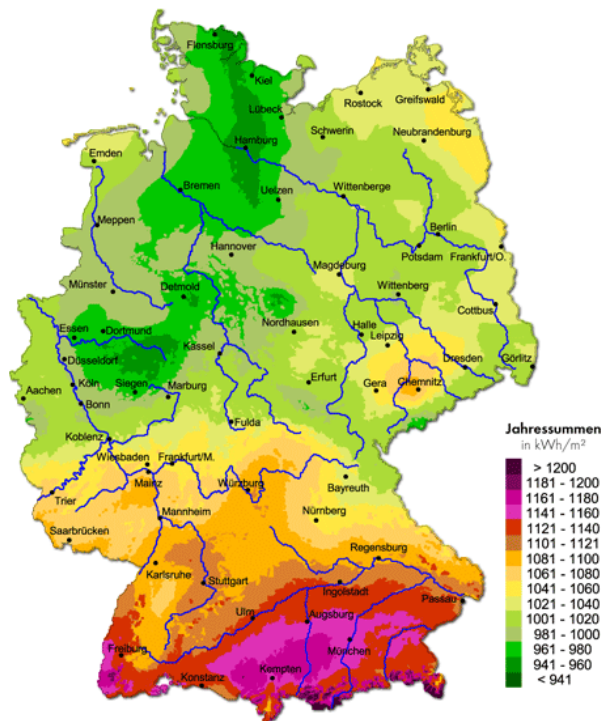 Flensburg
Kiel
Lübeck
Rostock
Greifswald
Hamburg
Schwerin
Neubrandenburg
Emden
Bremen
Uelzen
Wittenberge
Meppen
Hannover
Berlin
Potsdam
Frankfurt/O.
Magdeburg
Münster
Detmold
Wittenberg
Cottbus
Essen
Dortmund
Nordhausen
Halle
Leipzig
Düsseldorf
Kassel
Dresden
Görlitz
Aachen
Köln
Siegen
Marburg
Erfurt
Gera
Chemnitz
Bonn
Koblenz
Fulda
Wiesbaden
Frankfurt/M.
Mainz
Würzburg
Bayreuth
Trier
Mannheim
Nürnberg
Saarbrücken
Karlsruhe
Stuttgart
Regensburg
Ingolstadt
Passau
Ulm
Augsburg
München
Freiburg
Konstanz
Kempten
Jahressummen
in kWh/m²
> 1200
1181 - 1200
1161 - 1180
1141 - 1160
1121 - 1140
1101 - 1121
1081 - 1100
1061 - 1080
1041 - 1060
1021 - 1040
1001 - 1020
981 - 1000
961 - 980
941 - 960
< 941